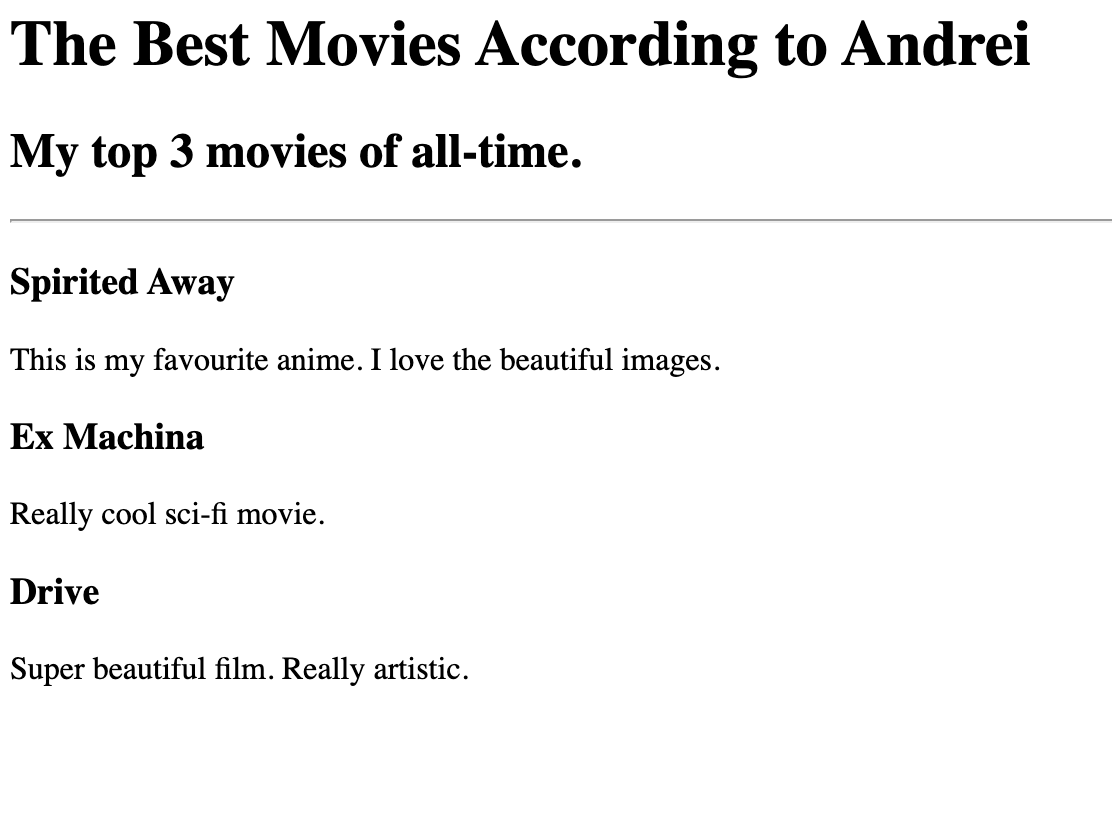 The Best Movies According to Andrei
My top 3 movies of all-time.
Spirited Away
This is my favourite anime. I love the beautiful images.
Ex Machina
Really cool sci-fi movie.
Drive
Super beautiful film. Really artistic.